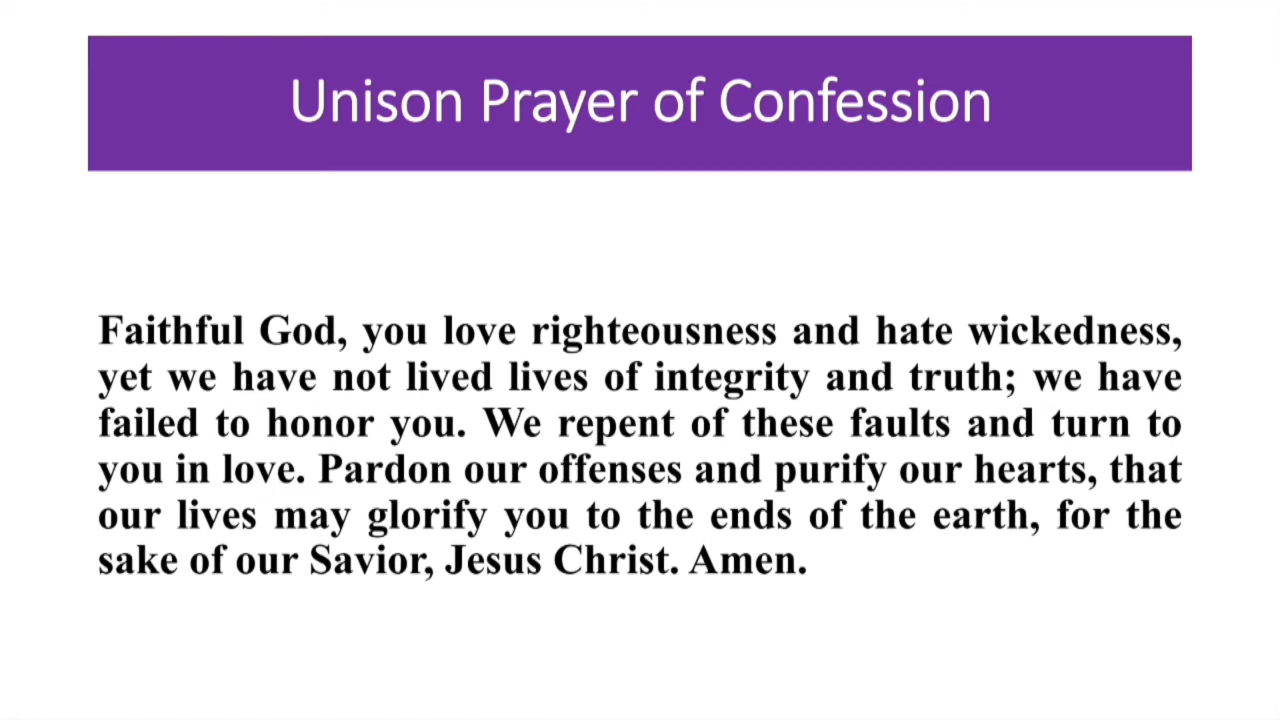 Unison Prayer of Confession
Faithful God, you love righteousness and hate wickedness,
yet we have not lived lives of integrity and truth; we have
failed to honor you. We repent of these faults and turn to
you in love. Pardon our offenses and purify our hearts, that
our lives may glorify you to the ends of the earth, for the
sake of our Savior, Jesus Christ. Amen.